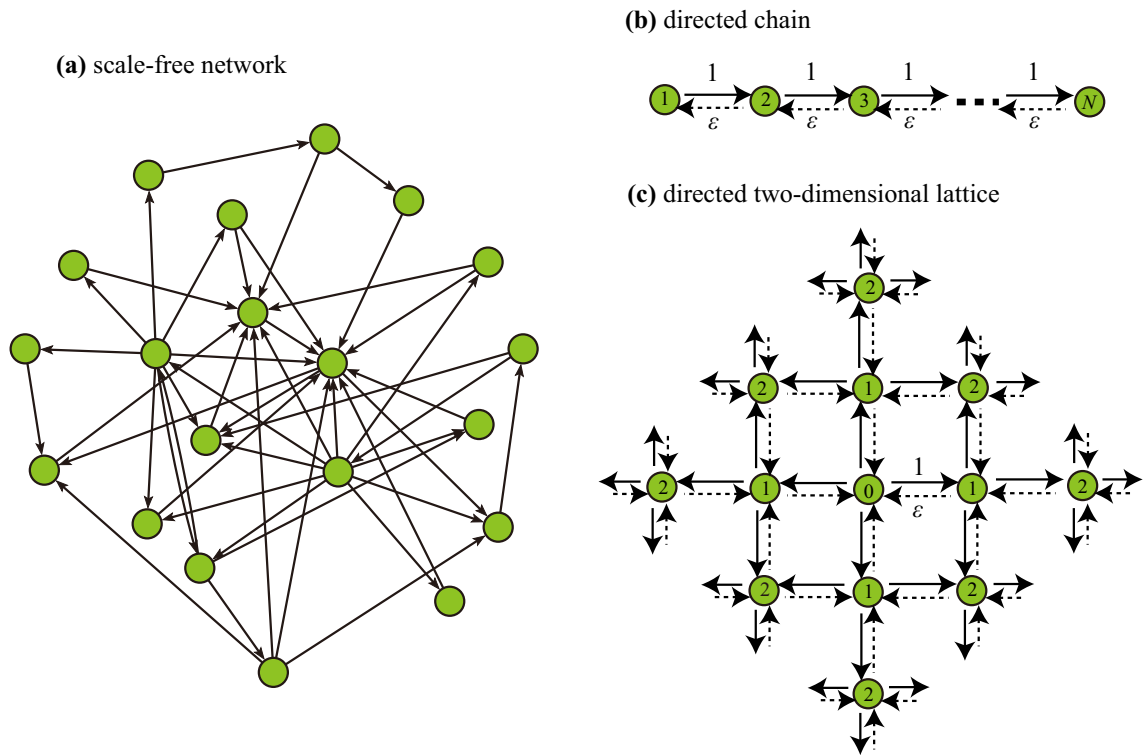 (a) scale-free network
(b) directed chain
1 1 1 1
1 2 3 N
ε ε ε ε
(c) directed two-dimensional lattice
2
2 1 2
1
2 1 0 1 2
ε
2 1 2
2